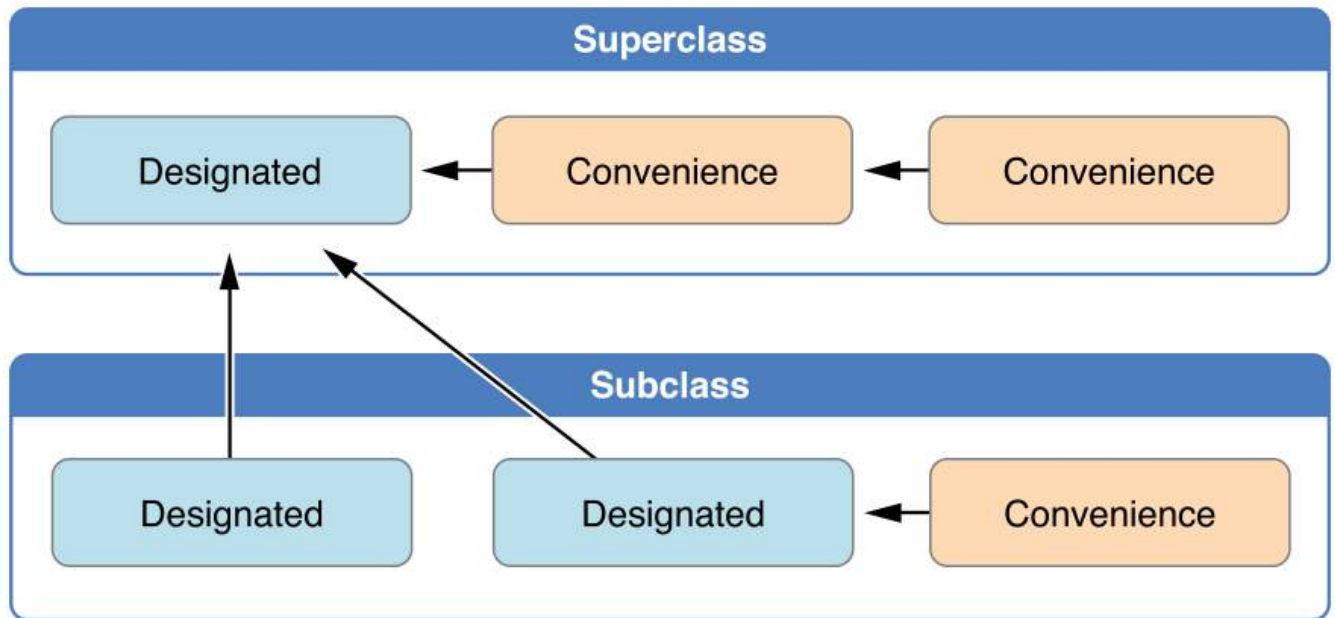 Superclass
Designated
Convenience
Convenience
Subclass
Designated
Designated
Convenience